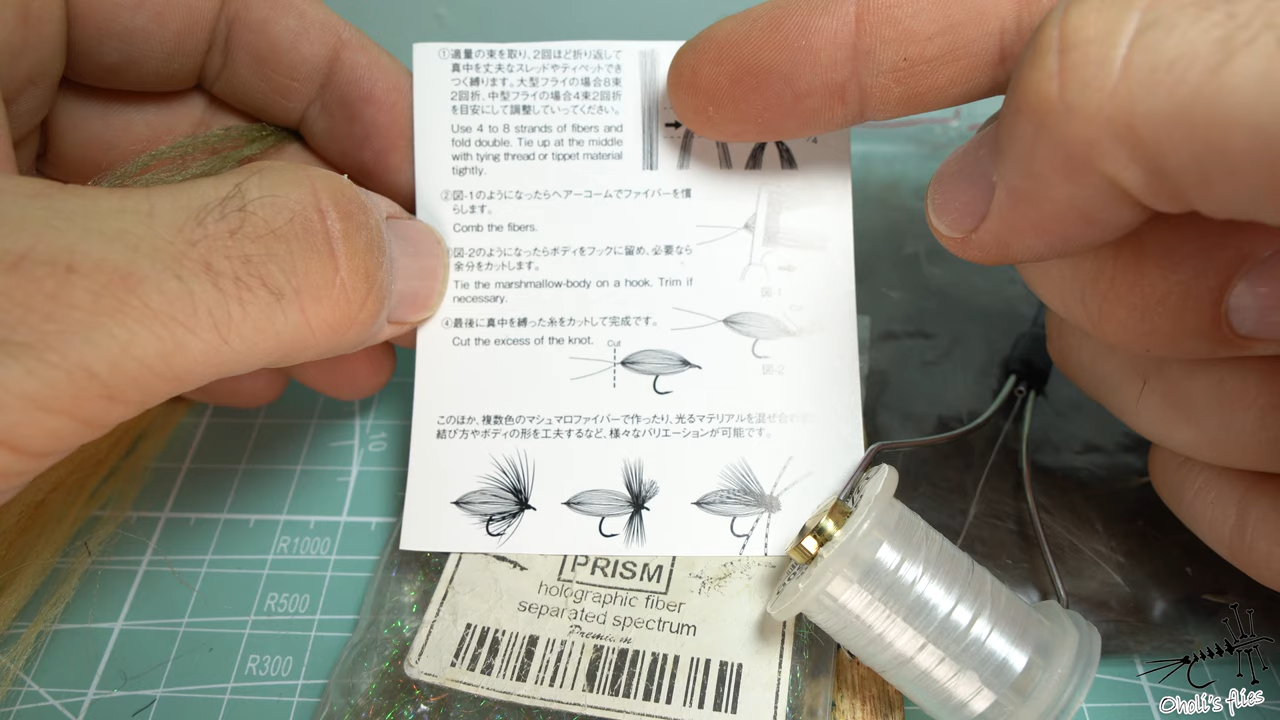 ①適量の束を取り、2回ほど折り返して
真中を丈夫なスレッドやティペットでき
つく縛ります。大型フライの場合8束
2回折、中型フライの場合4束2回折
を目安にして調整していってください。
Use 4 to 8 strands of fibers and
fold double. Tie up at the middle
with tying thread or tippet material
tightly.
②図-1のようになったらヘアーコームでファイバーを慣
らします。
Comb the fibers.
図-2のようになったらボディをフックに留め、必要なら
余分をカットします。
Tie the marshmallow-body on a hook. Trim if
necessary.
④最後に真中を縛った糸をカットして完成です。
Cut the excess of the knot.
Cut
図-1
Cut
図-2
このほか、複数色のマシュマロファイバーで作ったり、光るマテリアルを混ぜ合
結び方やボディの形を工夫するなど、様々なバリエーションが可能です。
PRISM
holographic fiber
separated spectrum
Premium
10
R1000
R500
R300
Oholi's flies